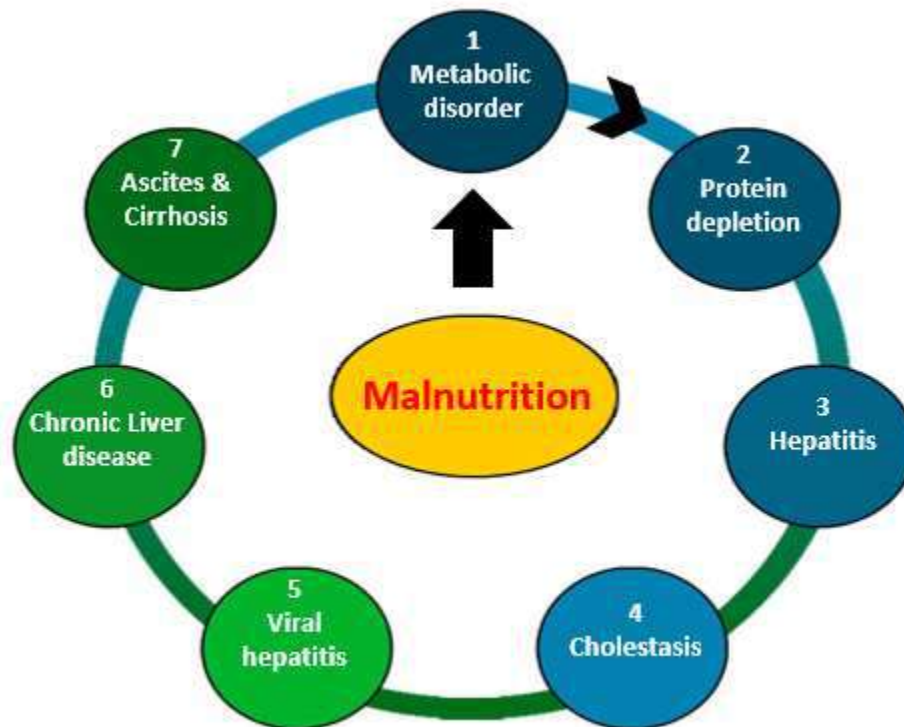 1
Metabolic
disorder
2
Protein
depletion
3
Hepatitis
4
Cholestasis
5
Viral
hepatitis
6
Chronic Liver
disease
7
Ascites &
Cirrhosis
Malnutrition